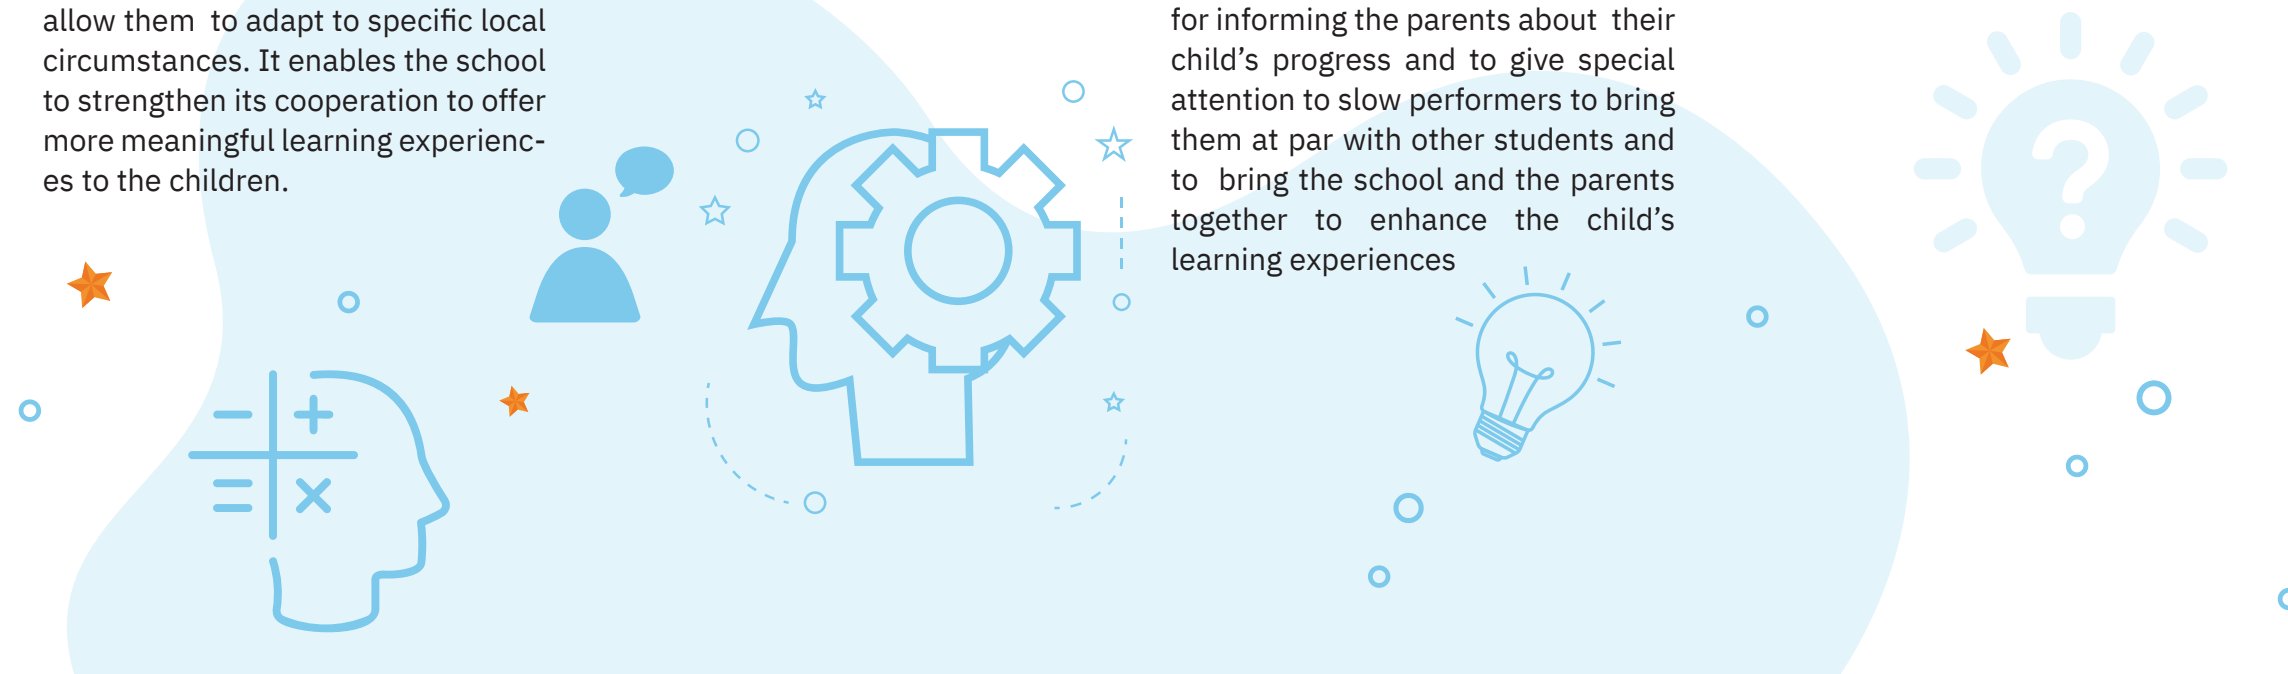 allow them  to adapt to specific local
circumstances. It enables the school
to strengthen its cooperation to offer
more meaningful learning experienc-
es to the children.
for informing the parents about  their
child’s progress and to give special
attention to slow performers to bring
them at par with other students and
to  bring the school and the parents
together to enhance the child’s
learning experiences
?